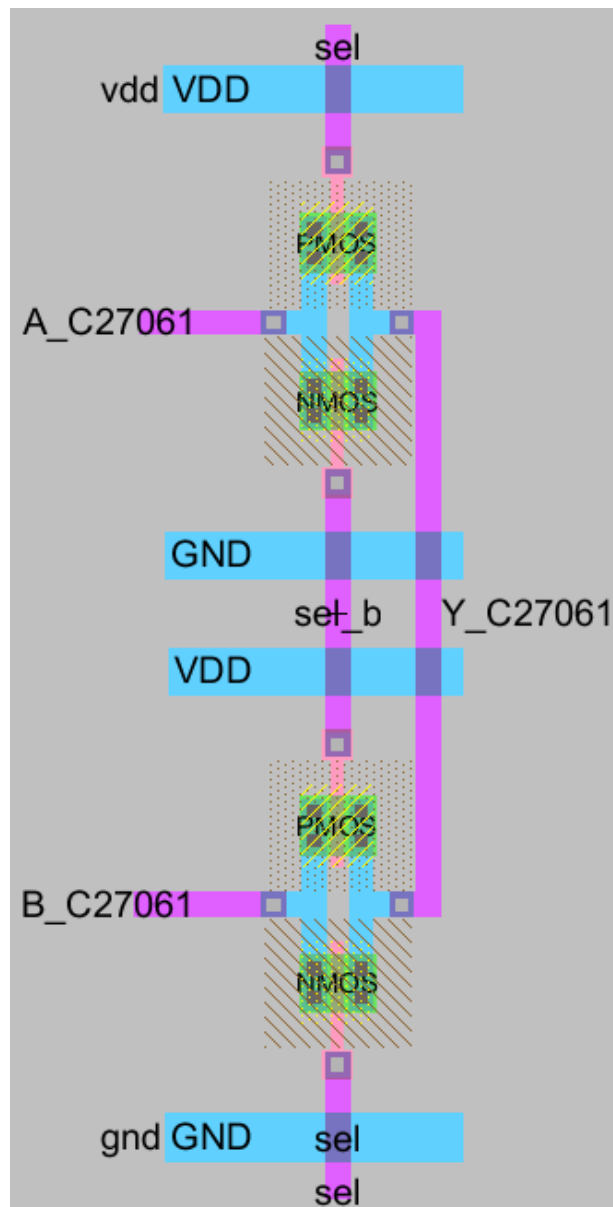 sel
vdd VDD
PMOS
A_C27061
NMOS
GND
sel_b Y_C27061
VDD
PMOS
B_C27061
NMOS
gnd GND sel
sel